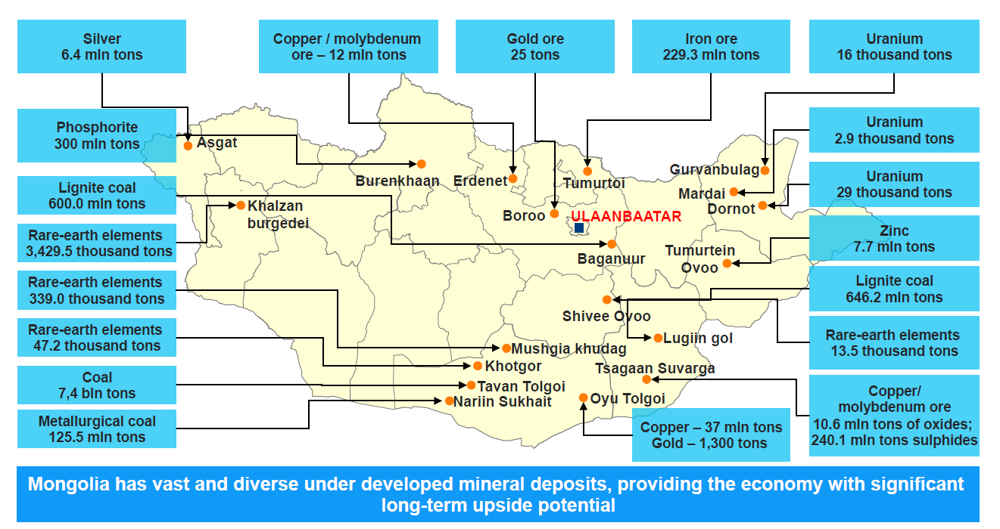 Silver
6.4 mln tons
Copper / molybdenum
ore – 12 mln tons
Gold ore
25 tons
Iron ore
229.3 mln tons
Uranium
16 thousand tons
Phosphorite
300 mln tons
Uranium
2.9 thousand tons
Lignite coal
600.0 mln tons
Uranium
29 thousand tons
Rare-earth elements
3,429.5 thousand tons
Zinc
7.7 mln tons
Rare-earth elements
339.0 thousand tons
Lignite coal
646.2 mln tons
Rare-earth elements
47.2 thousand tons
Rare-earth elements
13.5 thousand tons
Coal
7,4 bln tons
Copper/
molybdenum ore
10.6 mln tons of oxides;
240.1 mln tons sulphides
Metallurgical coal
125.5 mln tons
Copper – 37 mln tons
Gold – 1,300 tons
Asgat
Burenkhaan
Erdenet
Tumurtoi
Gurvanbulag
Mardai
Dornot
Khalzan
burgedei
Boroo
ULAANBAATAR
Baganuur
Tumurtein
Ovoo
Shivee Ovoo
Lugiin gol
Mushgia khudag
Khotgor
Tsagaan Suvarga
Tavan Tolgoi
Nariin Sukhait
Oyu Tolgoi
Mongolia has vast and diverse under developed mineral deposits, providing the economy with significant
long-term upside potential